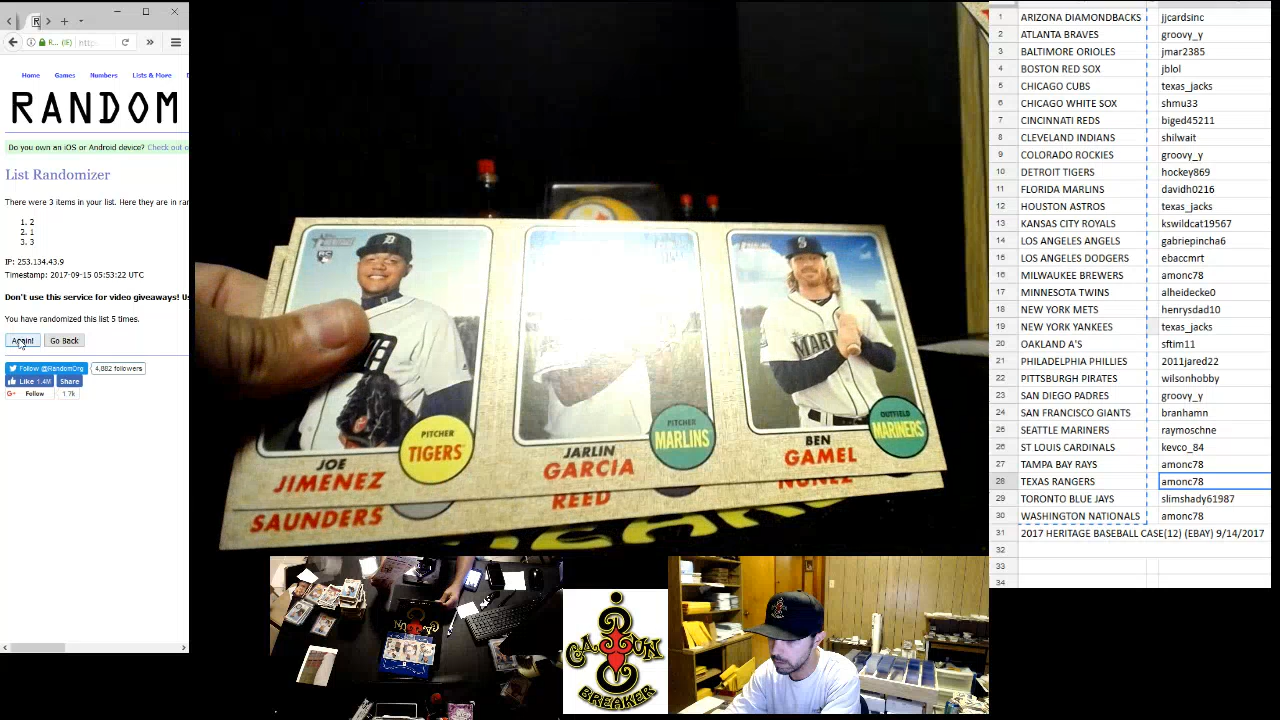 R
R... (IE)
http:
Home Games Numbers Lists & More
RANDOM
Do you own an iOS or Android device? Check out o
List Randomizer
There were 3 items in your list. Here they are in ran
1. 2
2. 1
3. 3
IP: 253.134.43.9
Timestamp: 2017-09-15 05:53:22 UTC
Don't use this service for video giveaways! Us
You have randomized this list 5 times.
Again! Go Back
Follow @RandomOrg 4,882 followers
Like 1.4M Share
Follow 1.7k
Heritage
RC
D
PITCHER
TIGERS
JOE
JIMENEZ
PITCHER
MARLINS
JARLIN
GARCIA
S
MARI
OUTFIELD
MARINERS
BEN
GAMEL
SAUNDERS
REED
NUNEZ
CAJUN
BREAKER
1 ARIZONA DIAMONDBACKS jjcardsinc
2 ATLANTA BRAVES groovy_y
3 BALTIMORE ORIOLES jmar2385
4 BOSTON RED SOX jblol
5 CHICAGO CUBS texas_jacks
6 CHICAGO WHITE SOX shmu33
7 CINCINNATI REDS biged45211
8 CLEVELAND INDIANS shilwait
9 COLORADO ROCKIES groovy_y
10 DETROIT TIGERS hockey869
11 FLORIDA MARLINS davidh0216
12 HOUSTON ASTROS texas_jacks
13 KANSAS CITY ROYALS kswildcat19567
14 LOS ANGELES ANGELS gabriepincha6
15 LOS ANGELES DODGERS ebaccmrt
16 MILWAUKEE BREWERS amonc78
17 MINNESOTA TWINS alheidecke0
18 NEW YORK METS henrysdad10
19 NEW YORK YANKEES texas_jacks
20 OAKLAND A'S sftim11
21 PHILADELPHIA PHILLIES 2011jared22
22 PITTSBURGH PIRATES wilsonhobby
23 SAN DIEGO PADRES groovy_y
24 SAN FRANCISCO GIANTS branhamn
25 SEATTLE MARINERS raymoschne
26 ST LOUIS CARDINALS kevco_84
27 TAMPA BAY RAYS amonc78
28 TEXAS RANGERS amonc78
29 TORONTO BLUE JAYS slimshady61987
30 WASHINGTON NATIONALS amonc78
31 2017 HERITAGE BASEBALL CASE(12) (EBAY) 9/14/2017
32
33
34